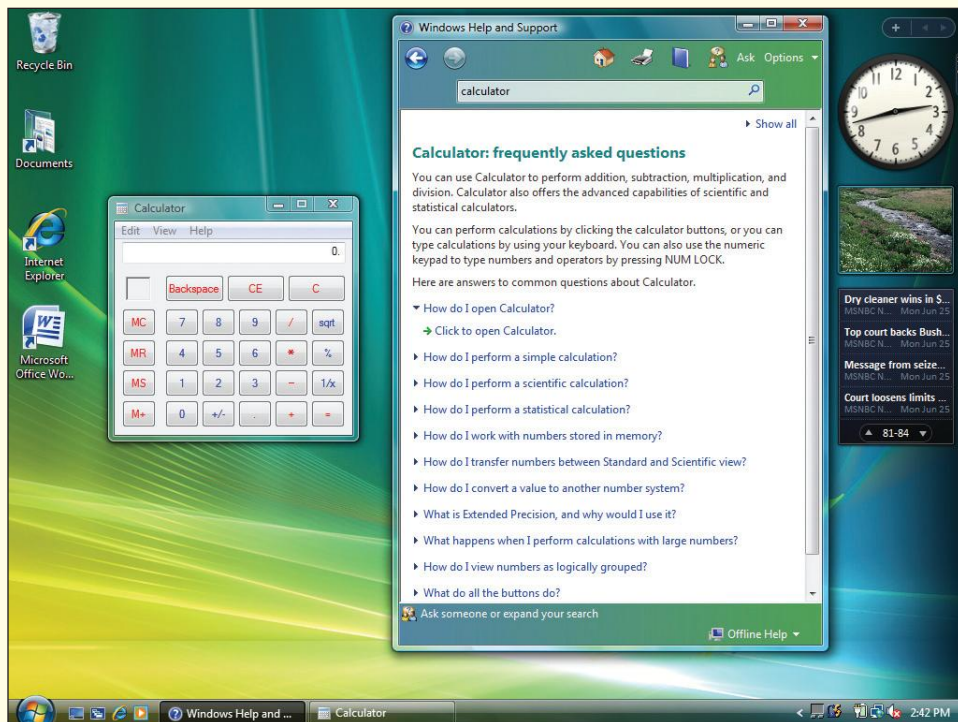 Recycle Bin
Documents
Internet
Explorer
Microsoft
Office Wo...
Calculator
Edit View Help
0.
Backspace CE C
MC 7 8 9 / sqrt
MR 4 5 6 * %
MS 1 2 3 - 1/x
M+ 0 +/- . + =
Windows Help and Support
Ask Options
calculator
Show all
Calculator: frequently asked questions
You can use Calculator to perform addition, subtraction, multiplication, and
division. Calculator also offers the advanced capabilities of scientific and
statistical calculators.
You can perform calculations by clicking the calculator buttons, or you can
type calculations by using your keyboard. You can also use the numeric
keypad to type numbers and operators by pressing NUM LOCK.
Here are answers to common questions about Calculator.
How do I open Calculator?
Click to open Calculator.
How do I perform a simple calculation?
How do I perform a scientific calculation?
How do I perform a statistical calculation?
How do I work with numbers stored in memory?
How do I transfer numbers between Standard and Scientific view?
How do I convert a value to another number system?
What is Extended Precision, and why would I use it?
What happens when I perform calculations with large numbers?
How do I view numbers as logically grouped?
What do all the buttons do?
Ask someone or expand your search
Offline Help
12
1
2
3
4
5
6
7
8
9
10
11
Dry cleaner wins in $...
MSNBC N... Mon Jun 25
Top court backs Bush...
MSNBC N... Mon Jun 25
Message from seize...
MSNBC N... Mon Jun 25
Court loosens limits ...
MSNBC N... Mon Jun 25
81-84
Windows Help and ...
Calculator
2:42 PM